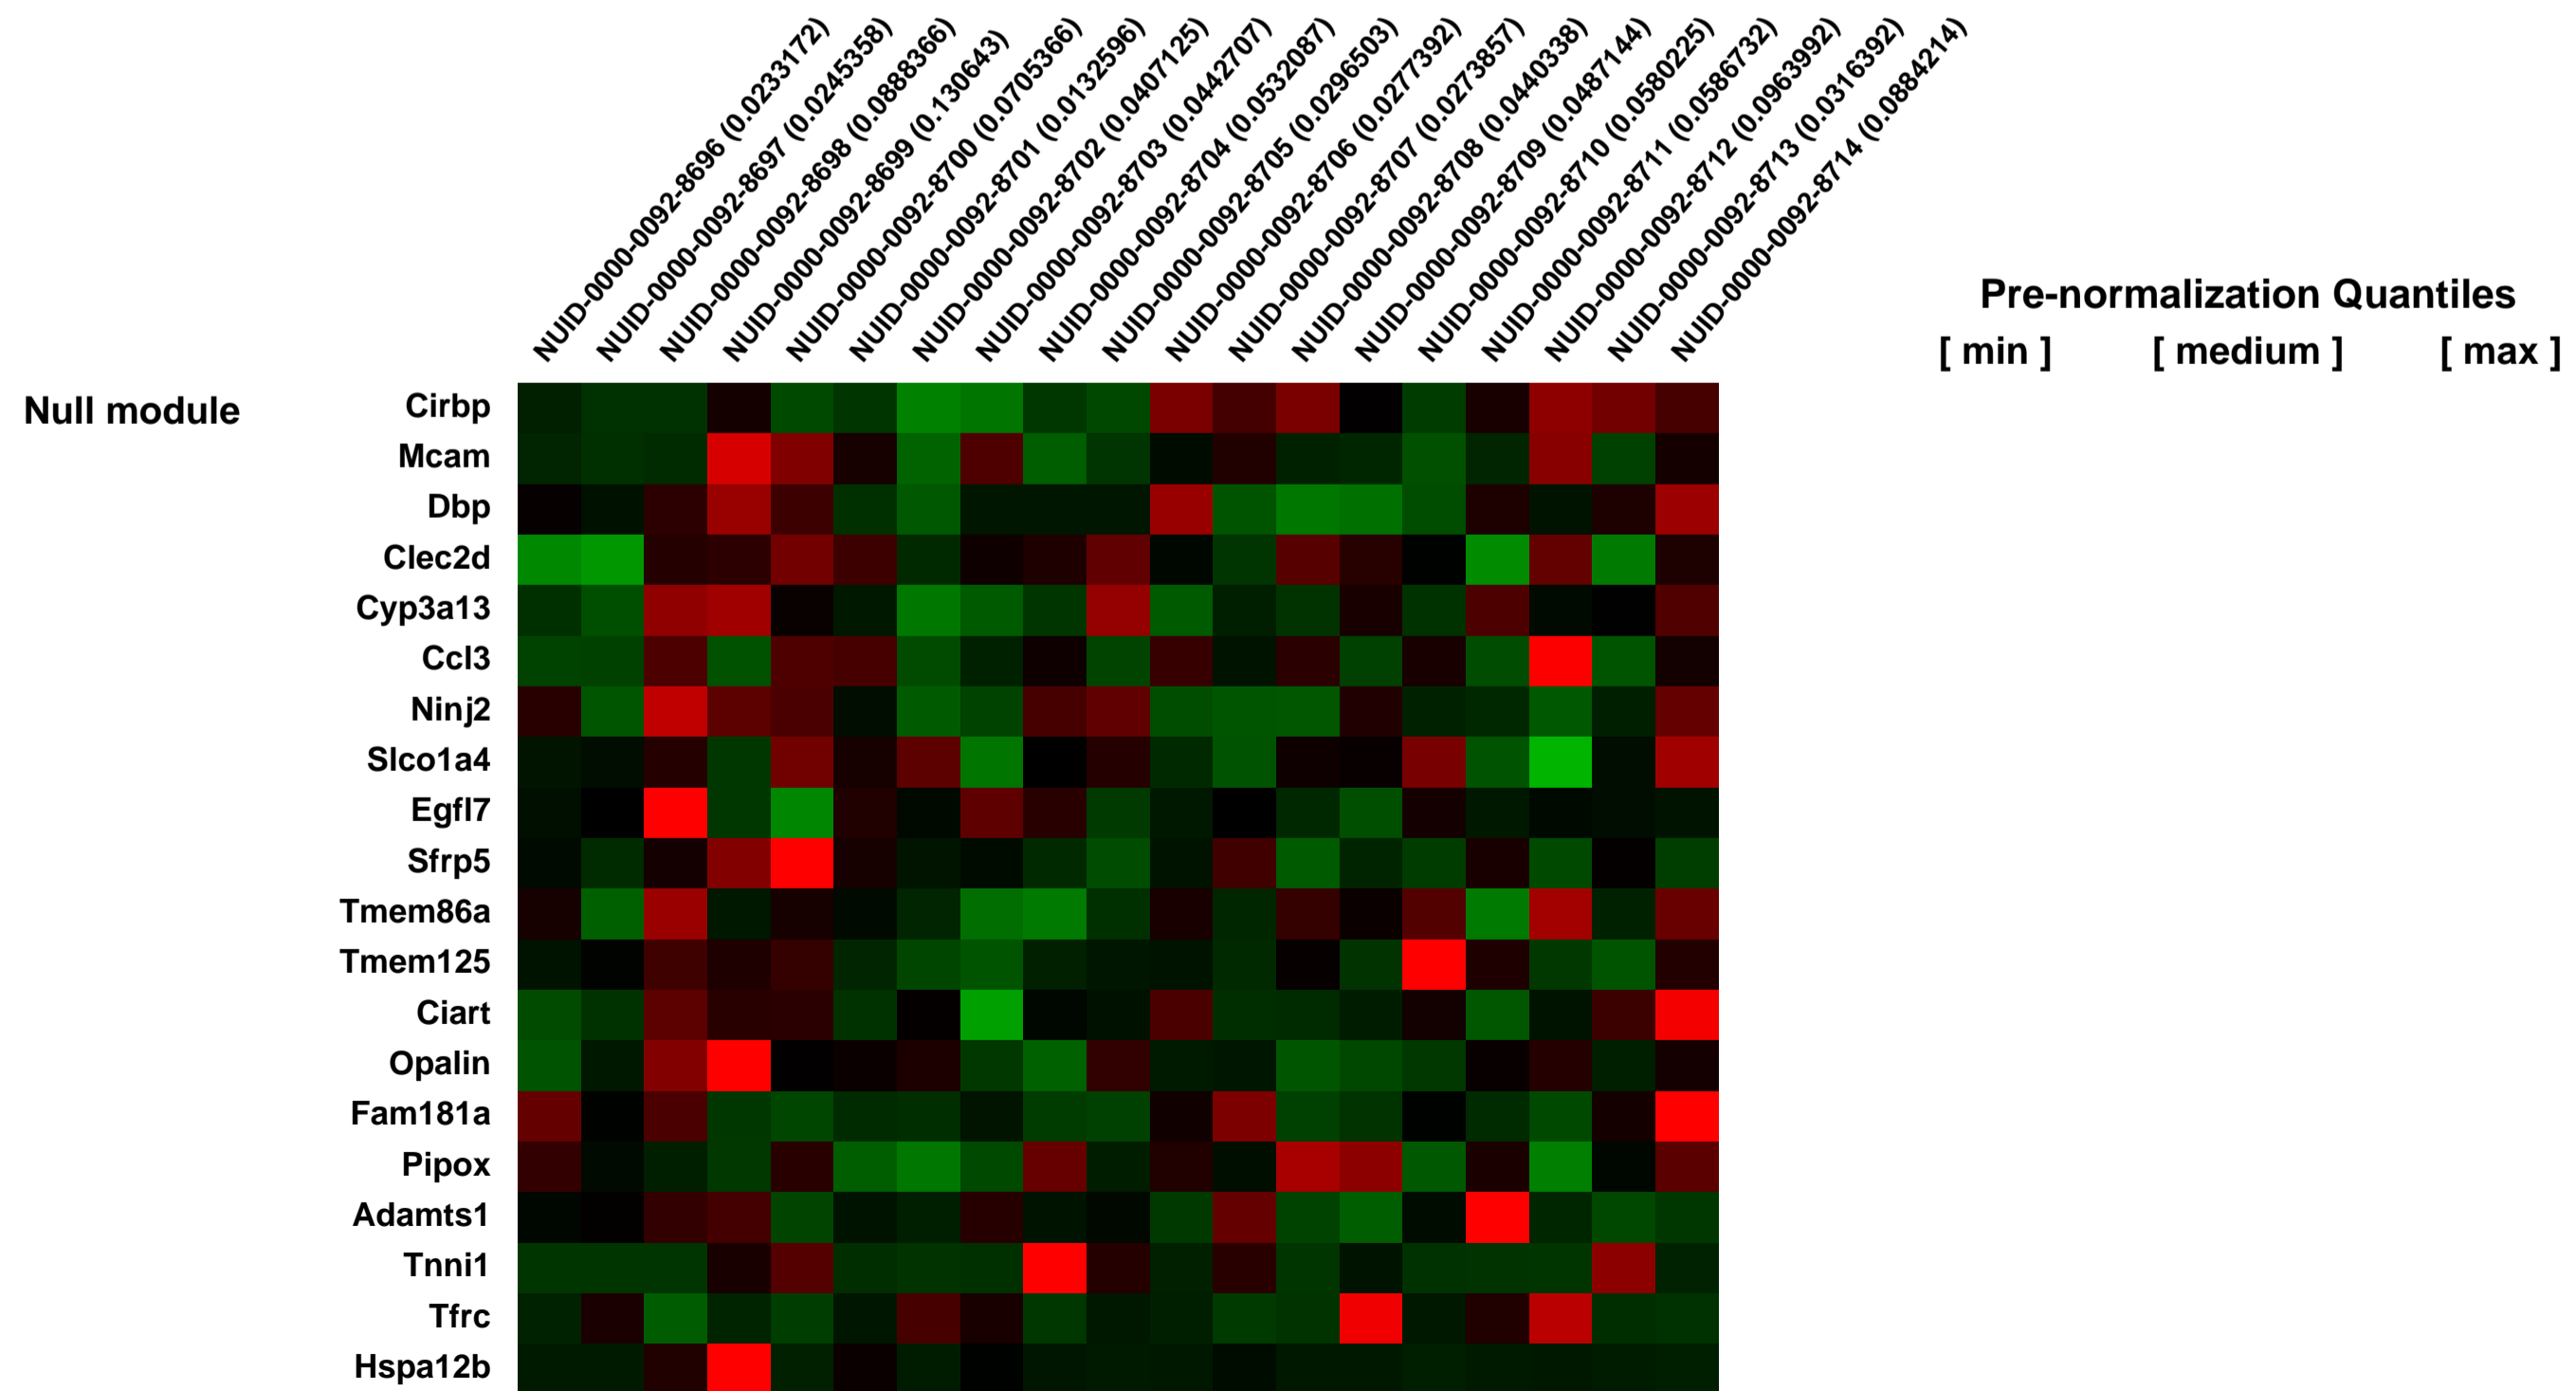 NUID-0000-0092-8696 (0.0233172)
NUID-0000-0092-8697 (0.0245358)
NUID-0000-0092-8698 (0.0888366)
NUID-0000-0092-8699 (0.130643)
NUID-0000-0092-8700 (0.0705366)
NUID-0000-0092-8701 (0.0132596)
NUID-0000-0092-8702 (0.0407125)
NUID-0000-0092-8703 (0.0442707)
NUID-0000-0092-8704 (0.0532087)
NUID-0000-0092-8705 (0.0296503)
NUID-0000-0092-8706 (0.0277392)
NUID-0000-0092-8707 (0.0273857)
NUID-0000-0092-8708 (0.0440338)
NUID-0000-0092-8709 (0.0487144)
NUID-0000-0092-8710 (0.0580225)
NUID-0000-0092-8711 (0.0586732)
NUID-0000-0092-8712 (0.0963992)
NUID-0000-0092-8713 (0.0316392)
NUID-0000-0092-8714 (0.0884214)
Pre-normalization Quantiles
[ min ] [ medium ] [ max ]
Null module
Cirbp
Mcam
Dbp
Clec2d
Cyp3a13
Ccl3
Ninj2
Slco1a4
Egfl7
Sfrp5
Tmem86a
Tmem125
Ciart
Opalin
Fam181a
Pipox
Adamts1
Tnni1
Tfrc
Hspa12b